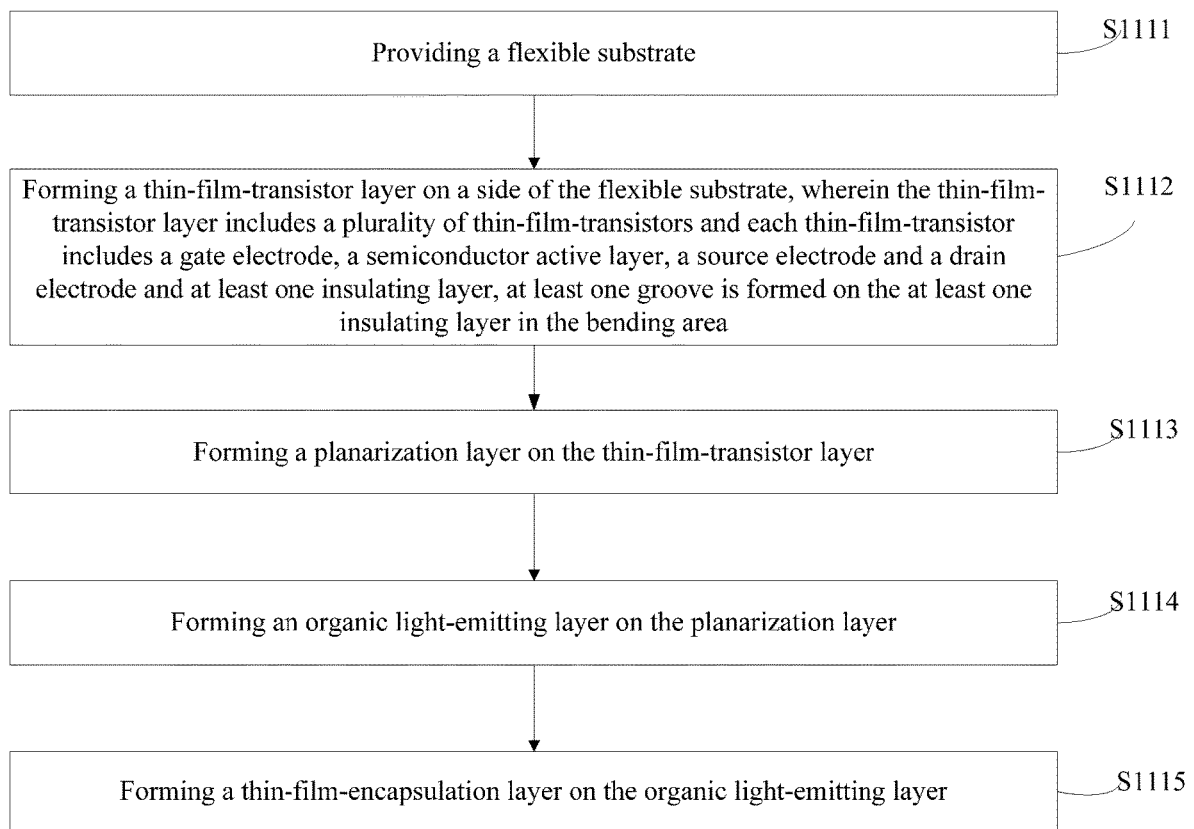 S1111
Providing a flexible substrate
S1112
Forming a thin-film-transistor layer on a side of the flexible substrate, wherein the thin-film-
transistor layer includes a plurality of thin-film-transistors and each thin-film-transistor
includes a gate electrode, a semiconductor active layer, a source electrode and a drain
electrode and at least one insulating layer, at least one groove is formed on the at least one
insulating layer in the bending area
S1113
Forming a planarization layer on the thin-film-transistor layer
S1114
Forming an organic light-emitting layer on the planarization layer
S1115
Forming a thin-film-encapsulation layer on the organic light-emitting layer